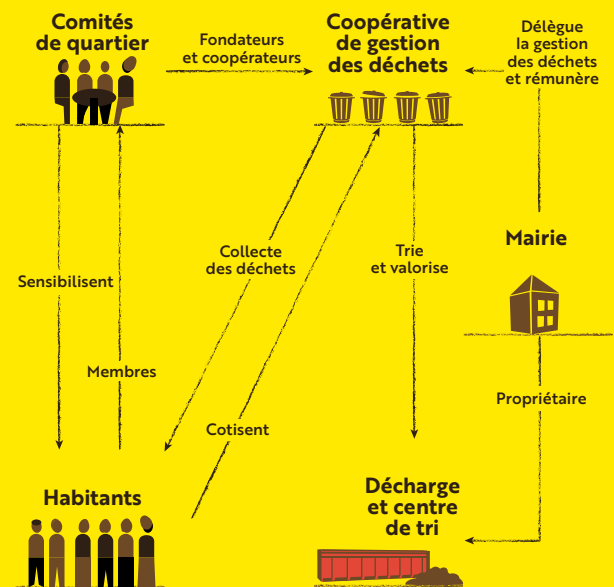 Comités
de quartier
Fondateurs
et coopérateurs
Coopérative
de gestion
des déchets
Délègue
la gestion
des déchets
et rémunère
Mairie
Collecte
des déchets
Trie
et valorise
Sensibilisent
Membres
Propriétaire
Cotisent
Habitants
Décharge
et centre
de tri